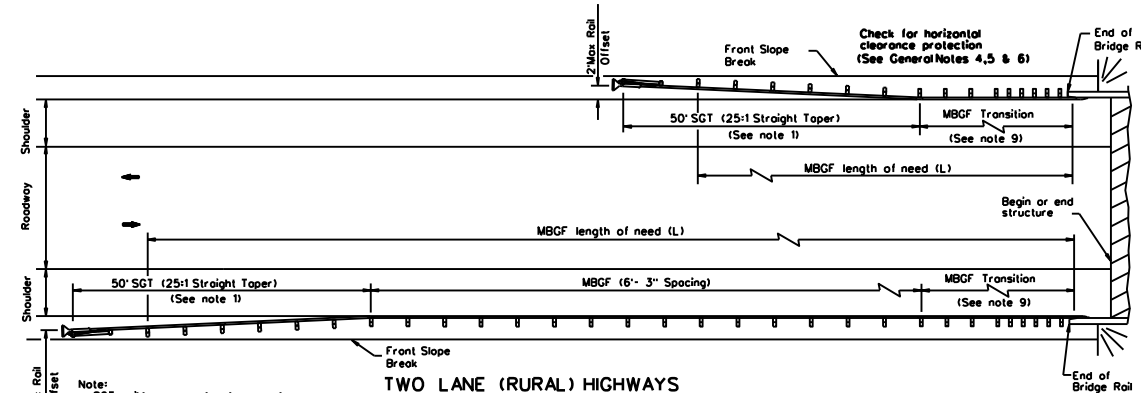 2'Max Rail
Offset
Front Slope
Break
Check for horizontal
clearance protection
(See General Notes 4,5 & 6)
End of
Bridge R
Shoulder
50' SGT (25:1 Straight Taper)
(See note 1)
MBGF Transition
(See note 9)
MBGF length of need (L)
Roadway
Begin or end
structure
MBGF length of need (L)
Shoulder
50' SGT (25:1 Straight Taper)
(See note 1)
MBGF (6'- 3" Spacing)
MBGF Transition
(See note 9)
Front Slope
Break
Rail
Note:
TWO LANE (RURAL) HIGHWAYS
End of
Bridge Rail